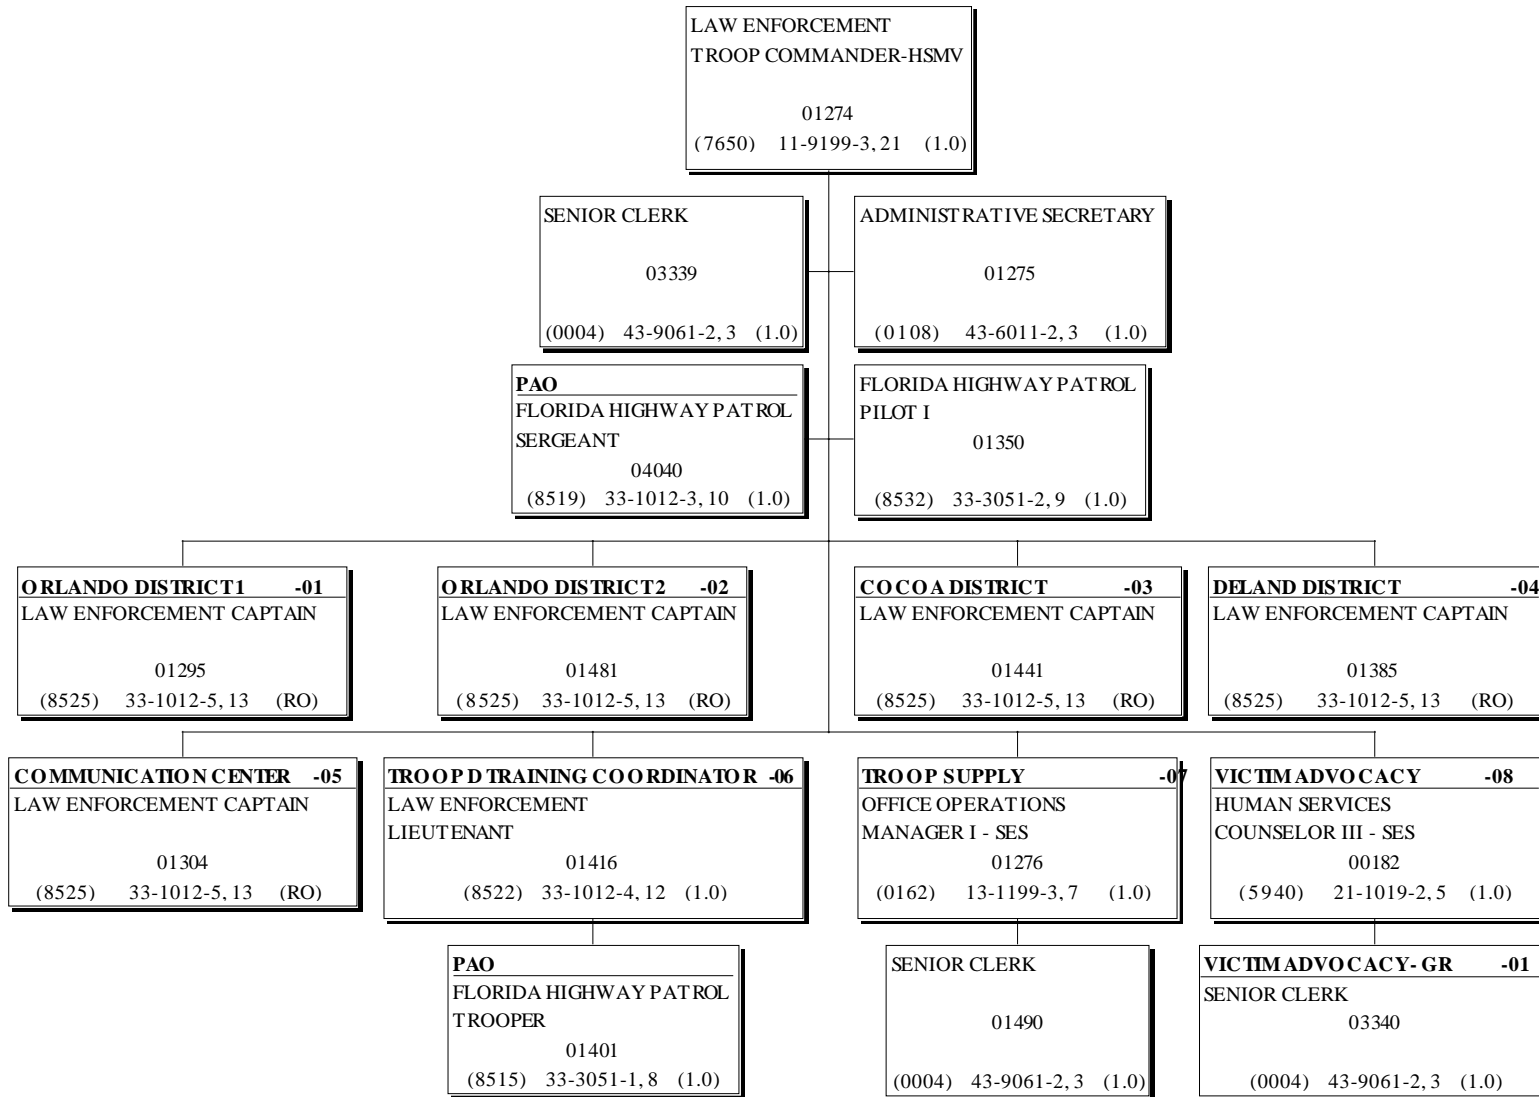 LAW ENFORCEMENT
TROOP COMMANDER-HSMV
01274
(7650) 11-9199-3, 21 (1.0)
SENIOR CLERK
03339
(0004) 43-9061-2, 3 (1.0)
ADMINISTRATIVE SECRETARY
01275
(0108) 43-6011-2, 3 (1.0)
PAO
FLORIDA HIGHWAY PATROL
SERGEANT
04040
(8519) 33-1012-3, 10 (1.0)
FLORIDA HIGHWAY PATROL
PILOT I
01350
(8532) 33-3051-2, 9 (1.0)
ORLANDO DISTRICT 1 -01
LAW ENFORCEMENT CAPTAIN
01295
(8525) 33-1012-5, 13 (RO)
ORLANDO DISTRICT 2 -02
LAW ENFORCEMENT CAPTAIN
01481
(8525) 33-1012-5, 13 (RO)
COCOA DISTRICT -03
LAW ENFORCEMENT CAPTAIN
01441
(8525) 33-1012-5, 13 (RO)
DELAND DISTRICT -04
LAW ENFORCEMENT CAPTAIN
01385
(8525) 33-1012-5, 13 (RO)
COMMUNICATION CENTER -05
LAW ENFORCEMENT CAPTAIN
01304
(8525) 33-1012-5, 13 (RO)
TROOP D TRAINING COORDINATOR -06
LAW ENFORCEMENT
LIEUTENANT
01416
(8522) 33-1012-4, 12 (1.0)
TROOP SUPPLY -07
OFFICE OPERATIONS
MANAGER I - SES
01276
(0162) 13-1199-3, 7 (1.0)
VICTIM ADVOCACY -08
HUMAN SERVICES
COUNSELOR III - SES
00182
(5940) 21-1019-2, 5 (1.0)
PAO
FLORIDA HIGHWAY PATROL
TROOPER
01401
(8515) 33-3051-1, 8 (1.0)
SENIOR CLERK
01490
(0004) 43-9061-2, 3 (1.0)
VICTIM ADVOCACY- GR -01
SENIOR CLERK
03340
(0004) 43-9061-2, 3 (1.0)